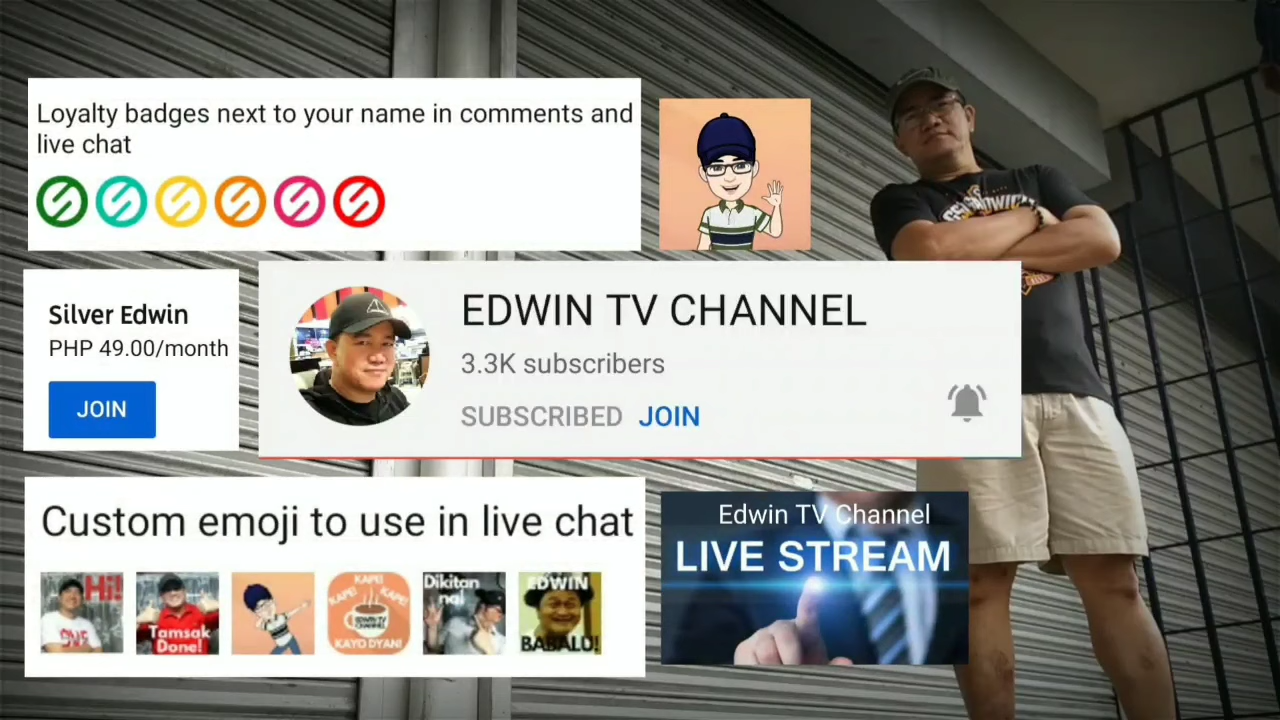 Loyalty badges next to your name in comments and
live chat
Silver Edwin
PHP 49.00/month
JOIN
EDWIN TV CHANNEL
3.3K subscribers
SUBSCRIBED JOIN
Custom emoji to use in live chat
Hi!
Tamsak
Done!
KAPE!
KAPE! KAPE!
EDWIN TV
CHANNEL
KAYO DYAN!
Dikitan
na!
EDWIN
BABALU!
Edwin TV Channel
LIVE STREAM